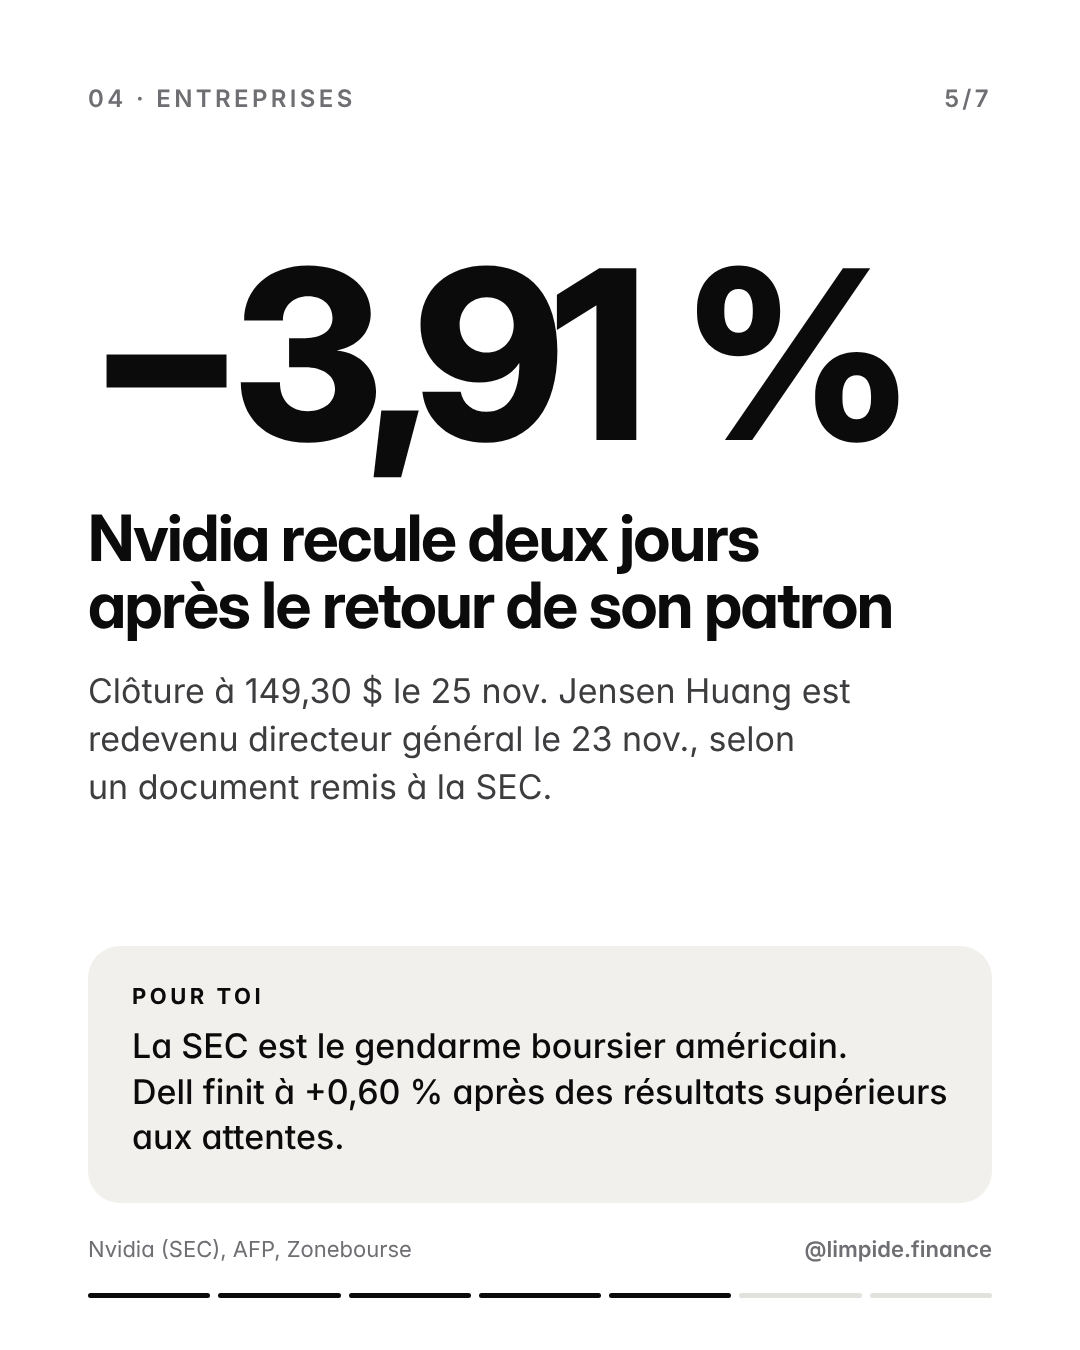 04 · ENTREPRISES
5/7
−3,91 %
Nvidia recule deux jours
après le retour de son patron
Clôture à 149,30 $ le 25 nov. Jensen Huang est
redevenu directeur général le 23 nov., selon
un document remis à la SEC.
POUR TOI
La SEC est le gendarme boursier américain.
Dell finit à +0,60 % après des résultats supérieurs
aux attentes.
Nvidia (SEC), AFP, Zonebourse
@limpide.finance